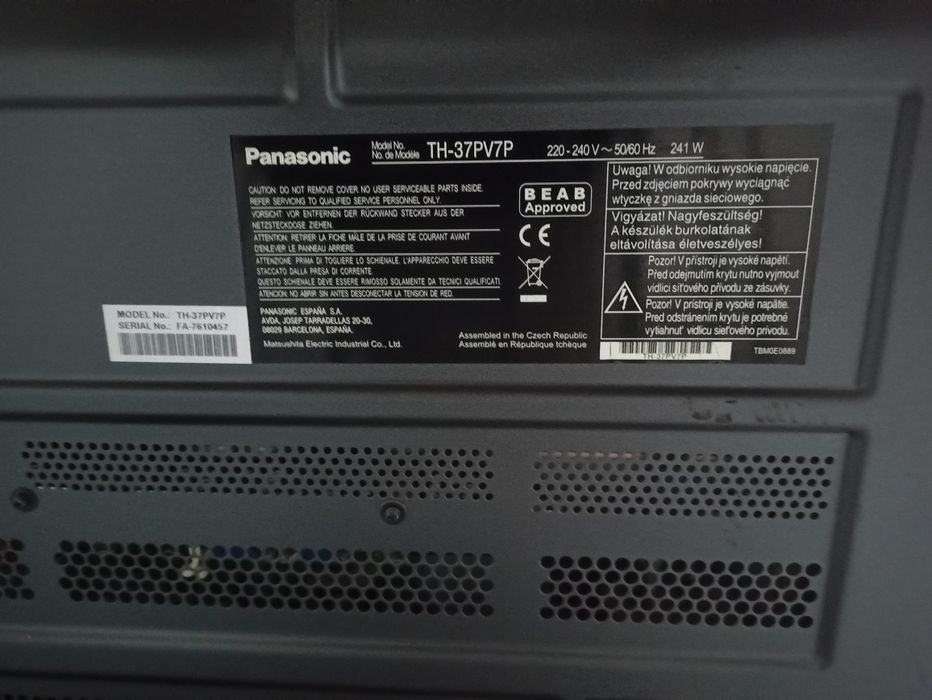 Panasonic
Model No.
No. de Modèle
TH-37PV7P
220 - 240 V ~ 50/60 Hz 241 W
CAUTION: DO NOT REMOVE COVER NO USER SERVICEABLE PARTS INSIDE.
REFER SERVICING TO QUALIFIED SERVICE PERSONNEL ONLY.
VORSICHT: VOR ENTFERNEN DER RÜCKWAND STECKER AUS DER
NETZSTECKDOSE ZIEHEN.
ATTENTION: RETIRER LA FICHE MÂLE DE LA PRISE DE COURANT AVANT
D'ENLEVER LE PANNEAU ARRIERE.
ATTENZIONE: PRIMA DI TOGLIERE LO SCHIENALE, L'APPARECCHIO DEVE ESSERE
STACCATO DALLA PRESA DI CORRENTE.
QUESTO SCHIENALE DEVE ESSERE RIMOSSO SOLAMENTE DA TECNICI QUALIFICATI.
ATENCION: NO ABRIR SIN ANTES DESCONECTAR LA TENSION DE RED.
PANASONIC ESPAÑA S.A.
AVDA, JOSEP TARRADELLAS 20-30,
08029 BARCELONA, ESPAÑA.
Matsushita Electric Industrial Co., Ltd.
BEAB
Approved
CE
Assembled in the Czech Republic
Assemblé en République tchèque
Uwaga! W odbiorniku wysokie napięcie.
Przed zdjęciem pokrywy wyciągnąć
wtyczkę z gniazda sieciowego.
Vigyázat! Nagyfeszültség!
A készülék burkolatának
eltávolítása életveszélyes!
Pozor! V přístroji je vysoké napětí.
Před odejmutím krytu nutno vyjmout
vidlici síťového přívodu ze zásuvky.
Pozor! V prístroji je vysoké napätie.
Pred odstránením krytu je potrebné
vytiahnuť vidlicu sieťového prívodu.
TH-37PV7P
TBM0E0889
MODEL No.: TH-37PV7P
SERIAL No.: FA-7610457